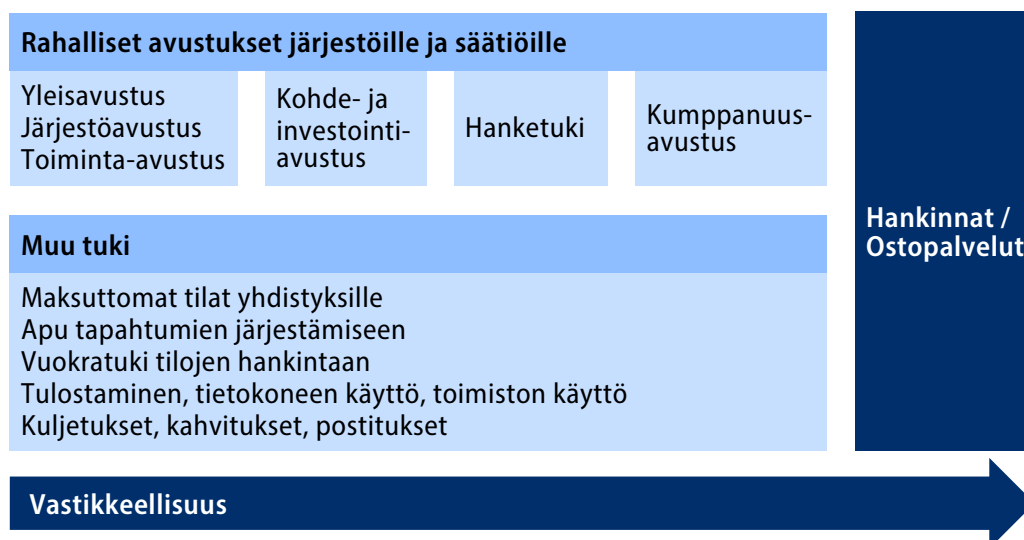 Rahalliset avustukset järjestöille ja säätiöille
Yleisavustus
Järjestöavustus
Toiminta-avustus
Kohde- ja
investointi-
avustus
Hanketuki
Kumppanuus-
avustus
Muu tuki
Maksuttomat tilat yhdistyksille
Apu tapahtumien järjestämiseen
Vuokratuki tilojen hankintaan
Tulostaminen, tietokoneen käyttö, toimiston käyttö
Kuljetukset, kahvitukset, postitukset
Hankinnat /
Ostopalvelut
Vastikkeellisuus